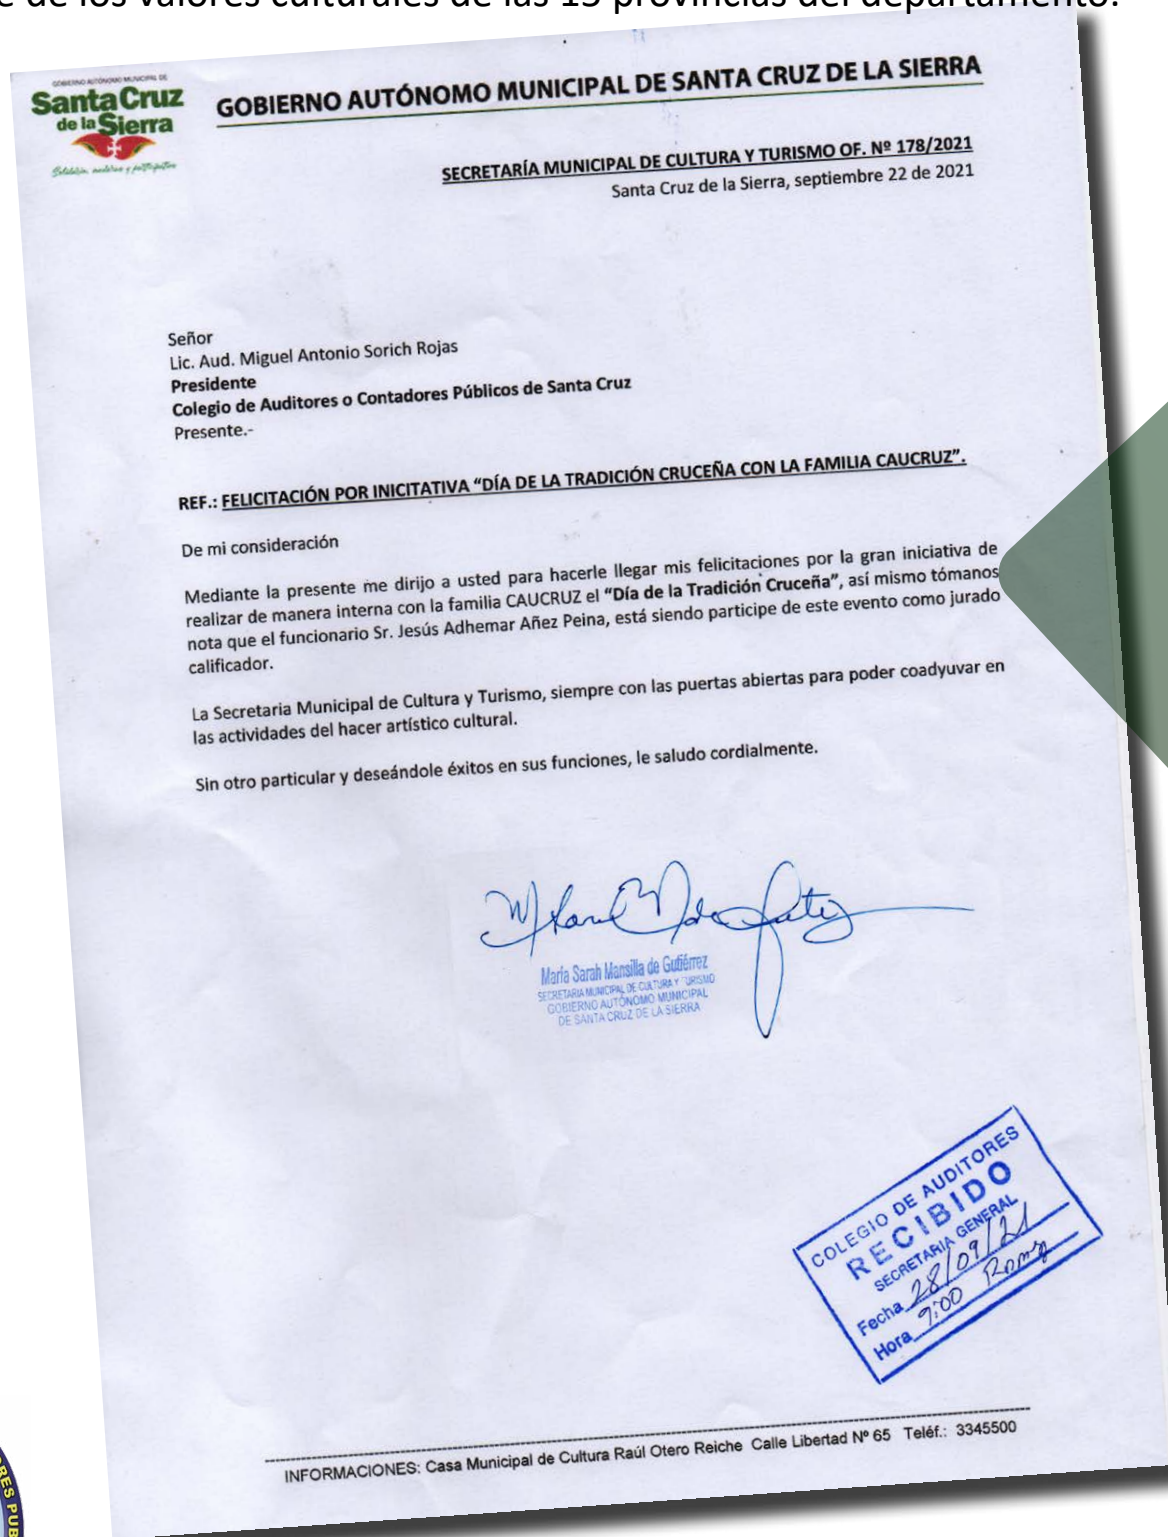 e de los valores culturales de las 15 provincias del departamento.
GOBIERNO AUTÓNOMO MUNICIPAL DE
SantaCruz
de la Sierra
GOBIERNO AUTÓNOMO MUNICIPAL DE SANTA CRUZ DE LA SIERRA
SECRETARÍA MUNICIPAL DE CULTURA Y TURISMO OF. Nº 178/2021
Santa Cruz de la Sierra, septiembre 22 de 2021
Señor
Lic. Aud. Miguel Antonio Sorich Rojas
Presidente
Colegio de Auditores o Contadores Públicos de Santa Cruz
Presente.-
REF.: FELICITACIÓN POR INICITATIVA “DÍA DE LA TRADICIÓN CRUCEÑA CON LA FAMILIA CAUCRUZ”.
De mi consideración
Mediante la presente me dirijo a usted para hacerle llegar mis felicitaciones por la gran iniciativa de
realizar de manera interna con la familia CAUCRUZ el “Día de la Tradición Cruceña”, así mismo tómanos
nota que el funcionario Sr. Jesús Adhemar Añez Peina, está siendo participe de este evento como jurado
calificador.
La Secretaria Municipal de Cultura y Turismo, siempre con las puertas abiertas para poder coadyuvar en
las actividades del hacer artístico cultural.
Sin otro particular y deseándole éxitos en sus funciones, le saludo cordialmente.
María Sarah Mansilla de Gutiérrez
SECRETARIA MUNICIPAL DE CULTURA Y TURISMO
GOBIERNO AUTÓNOMO MUNICIPAL
DE SANTA CRUZ DE LA SIERRA
COLEGIO DE AUDITORES
RECIBIDO
SECRETARIA GENERAL
Fecha 28/09/21
Hora 9:00
INFORMACIONES: Casa Municipal de Cultura Raúl Otero Reiche Calle Libertad Nº 65 Teléf.: 3345500
ORES PUB